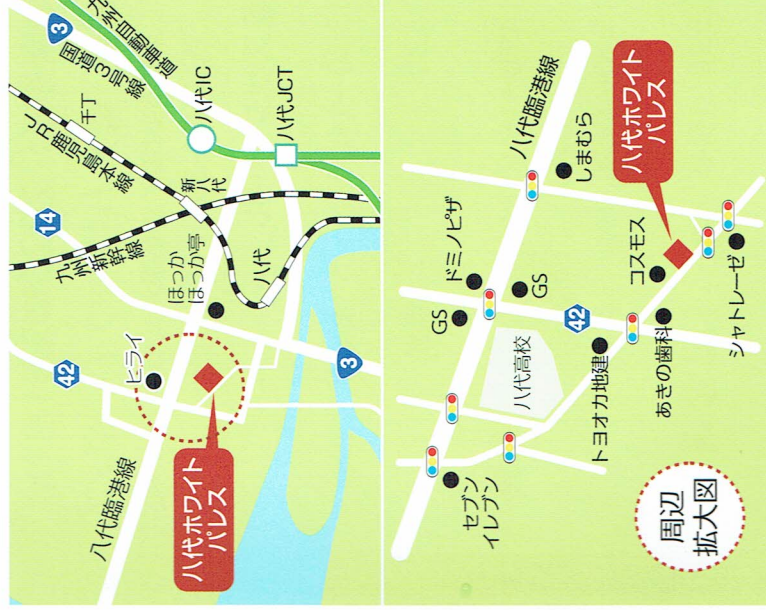 3
九州自動車道
国道3号線
千丁
JR鹿児島本線
八代IC
八代JCT
新八代
14
九州
新幹線
ほっか
ほっか亭
八代
42
ヒライ
3
八代臨港線
八代ホワイト
パレス
八代臨港線
八代ホワイト
パレス
しまむら
ドミノピザ
GS
GS
コスモス
42
八代高校
トヨオカ地建
あきの歯科
シャトレーゼ
セブン
イレブン
周辺
拡大図